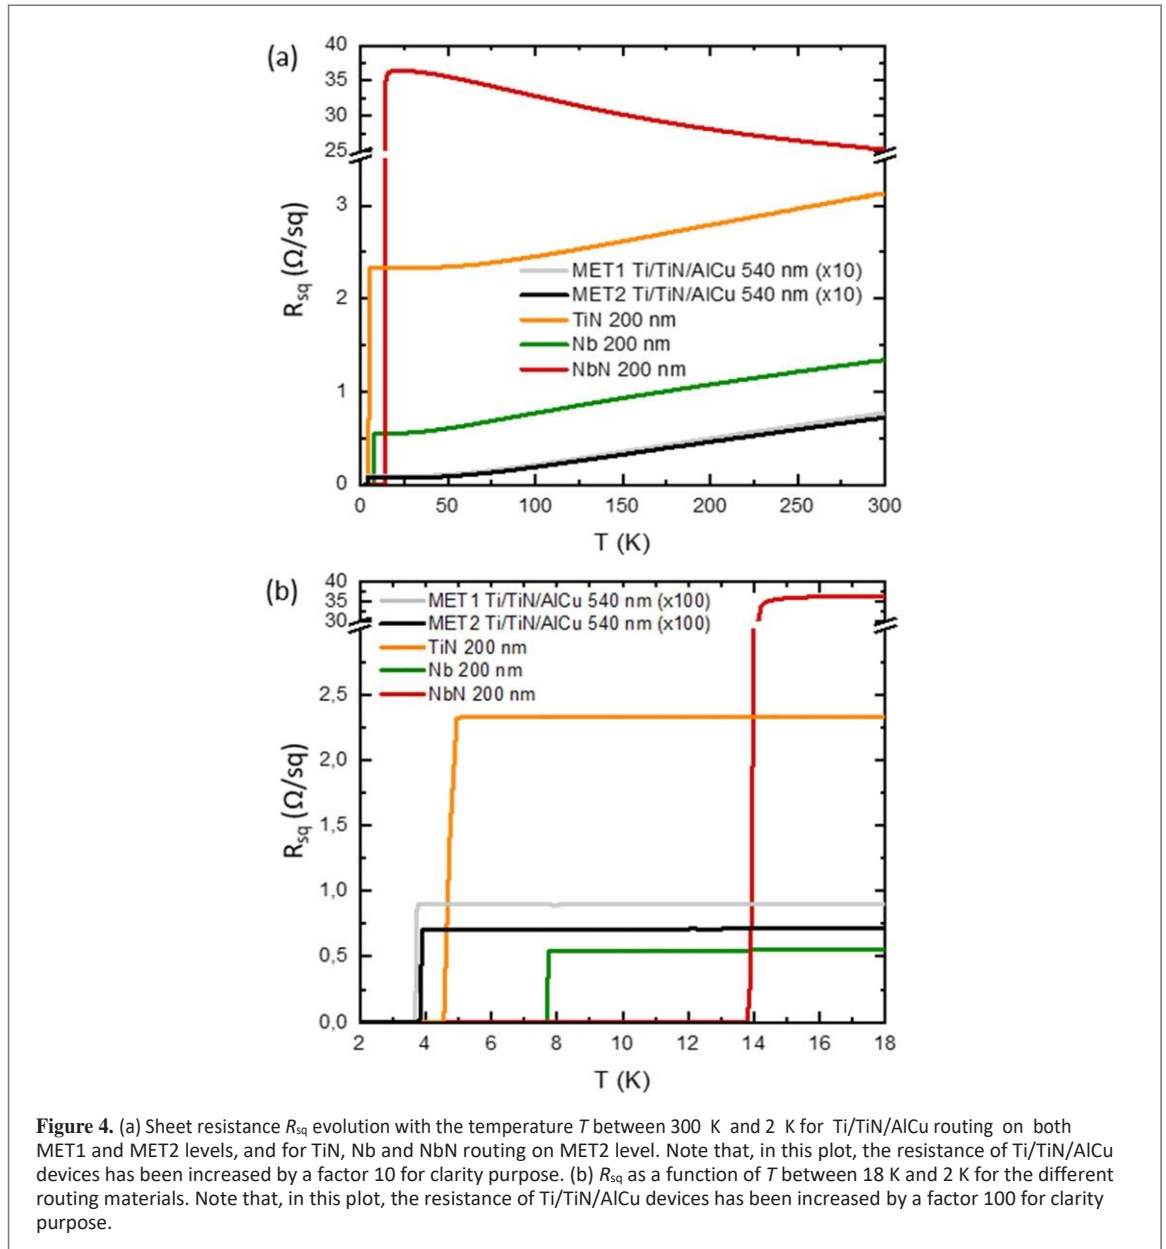 (a)
40
35
30
25
3
2
1
0
R_sq (Ω/sq)
MET1 Ti/TiN/AlCu 540 nm (x10)
MET2 Ti/TiN/AlCu 540 nm (x10)
TiN 200 nm
Nb 200 nm
NbN 200 nm
0 50 100 150 200 250 300
T (K)
(b)
40
35
30
2,5
2,0
1,5
1,0
0,5
0,0
R_sq (Ω/sq)
MET1 Ti/TiN/AlCu 540 nm (x100)
MET2 Ti/TiN/AlCu 540 nm (x100)
TiN 200 nm
Nb 200 nm
NbN 200 nm
2 4 6 8 10 12 14 16 18
T (K)
Figure 4. (a) Sheet resistance R_sq evolution with the temperature T between 300 K and 2 K for Ti/TiN/AlCu routing on both
MET1 and MET2 levels, and for TiN, Nb and NbN routing on MET2 level. Note that, in this plot, the resistance of Ti/TiN/AlCu
devices has been increased by a factor 10 for clarity purpose. (b) R_sq as a function of T between 18 K and 2 K for the different
routing materials. Note that, in this plot, the resistance of Ti/TiN/AlCu devices has been increased by a factor 100 for clarity
purpose.